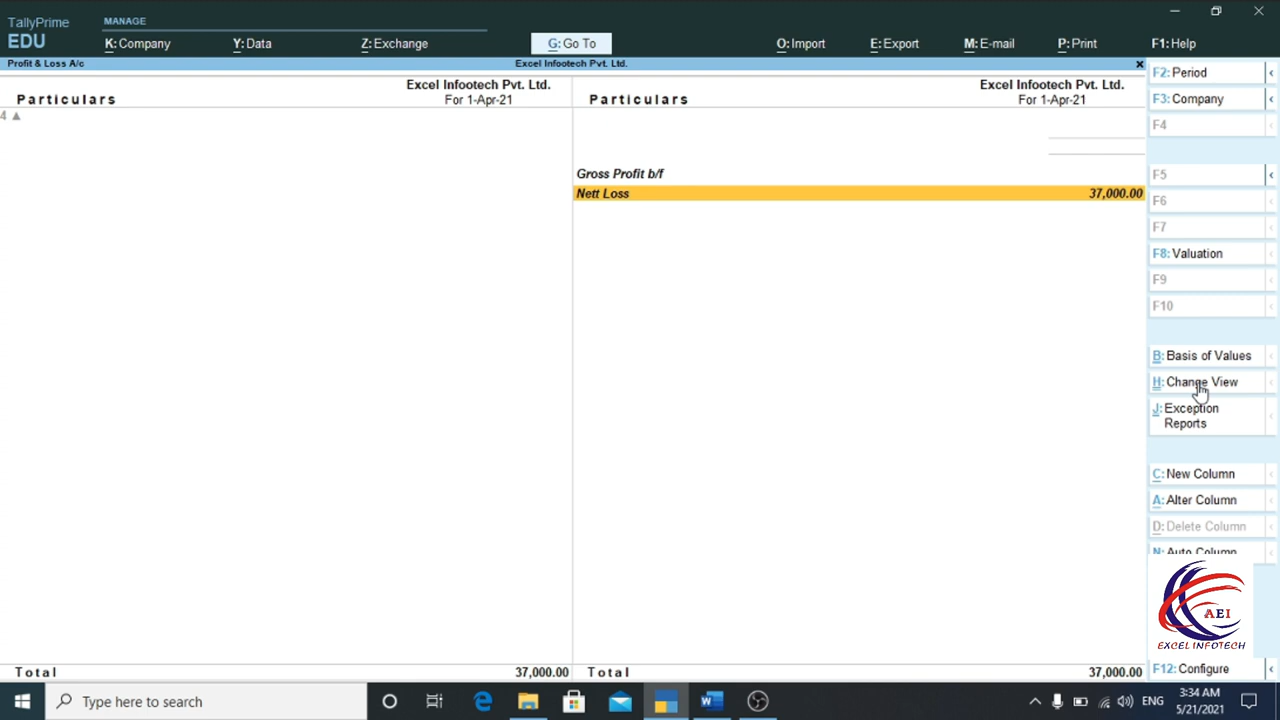 TallyPrime
EDU
MANAGE
K: Company
Y: Data
Z: Exchange
G: Go To
O: Import
E: Export
M: E-mail
P: Print
F1: Help
Profit & Loss A/c
Excel Infotech Pvt. Ltd.
Particulars
Excel Infotech Pvt. Ltd.
For 1-Apr-21
Particulars
Excel Infotech Pvt. Ltd.
For 1-Apr-21
4 ▲
Gross Profit b/f
Nett Loss 37,000.00
Total 37,000.00
Total 37,000.00
F2: Period
F3: Company
F4
F5
F6
F7
F8: Valuation
F9
F10
B: Basis of Values
H: Change View
J: Exception
Reports
C: New Column
A: Alter Column
D: Delete Column
N: Auto Column
AEI
EXCEL INFOTECH
F12: Configure
Type here to search
ENG
3:34 AM
5/21/2021